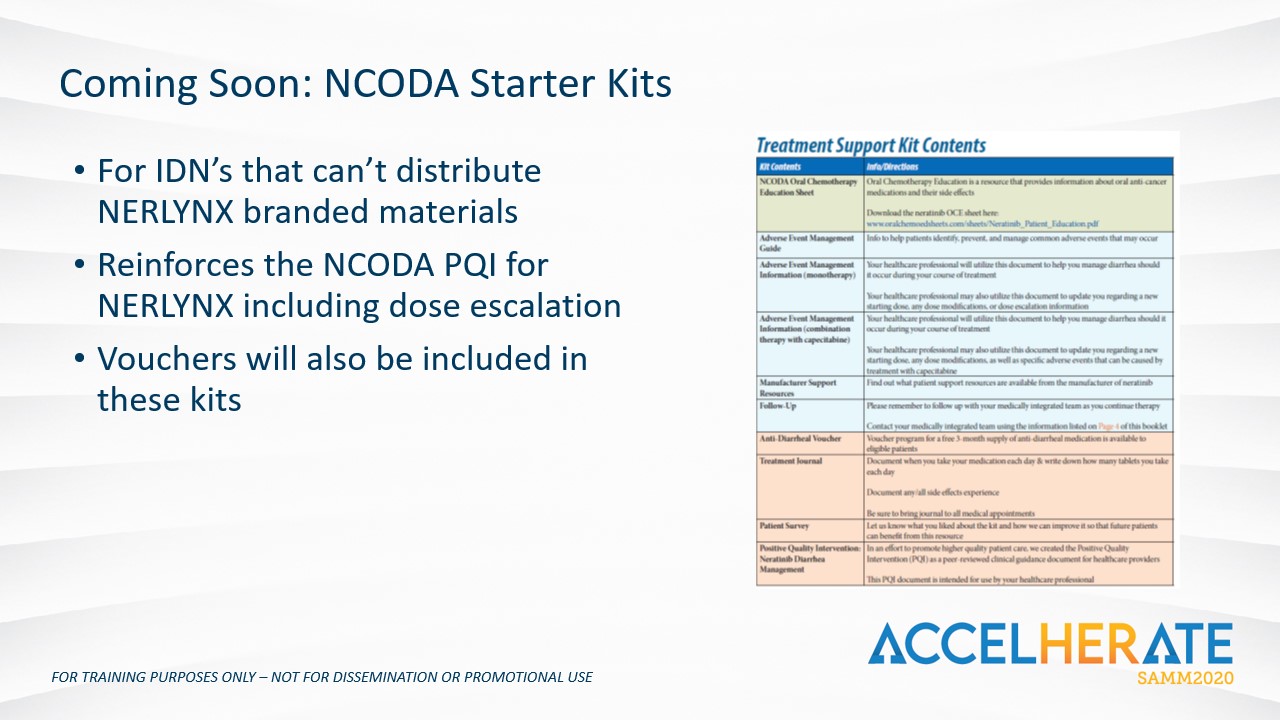 Coming Soon: NCODA Starter Kits
• For IDN’s that can’t distribute
NERLYNX branded materials
• Reinforces the NCODA PQI for
NERLYNX including dose escalation
• Vouchers will also be included in
these kits
Treatment Support Kit Contents
Kit Contents Info/Directions
NCODA Oral Chemotherapy
Education Sheet
Oral Chemotherapy Education is a resource that provides information about oral anti-cancer
medications and their side effects
Download the neratinib OCE sheet here:
www.oralchemoedsheets.com/sheets/Neratinib_Patient_Education.pdf
Adverse Event Management
Guide
Info to help patients identify, prevent, and manage common adverse events that may occur
Adverse Event Management
Information (monotherapy)
Your healthcare professional will utilize this document to help you manage diarrhea should
it occur during your course of treatment
Your healthcare professional may also utilize this document to update you regarding a new
starting dose, any dose modifications, or dose escalation information
Adverse Event Management
Information (combination
therapy with capecitabine)
Your healthcare professional will utilize this document to help you manage diarrhea should it
occur during your course of treatment
Your healthcare professional may also utilize this document to update you regarding a new
starting dose, any dose modifications, as well as specific adverse events that can be caused by
treatment with capecitabine
Manufacturer Support
Resources
Find out what patient support resources are available from the manufacturer of neratinib
Follow-Up
Please remember to follow up with your medically integrated team as you continue therapy
Contact your medically integrated team using the information listed on Page 4 of this booklet
Anti-Diarrheal Voucher
Voucher program for a free 3-month supply of anti-diarrheal medication is available to
eligible patients
Treatment Journal
Document when you take your medication each day & write down how many tablets you take
each day
Document any/all side effects experience
Be sure to bring journal to all medical appointments
Patient Survey
Let us know what you liked about the kit and how we can improve it so that future patients
can benefit from this resource
Positive Quality Intervention:
Neratinib Diarrhea
Management
In an effort to promote higher quality patient care, we created the Positive Quality
Intervention (PQI) as a peer-reviewed clinical guidance document for healthcare providers
This PQI document is intended for use by your healthcare professional
ACCELHERATE
SAMM2020
FOR TRAINING PURPOSES ONLY – NOT FOR DISSEMINATION OR PROMOTIONAL USE